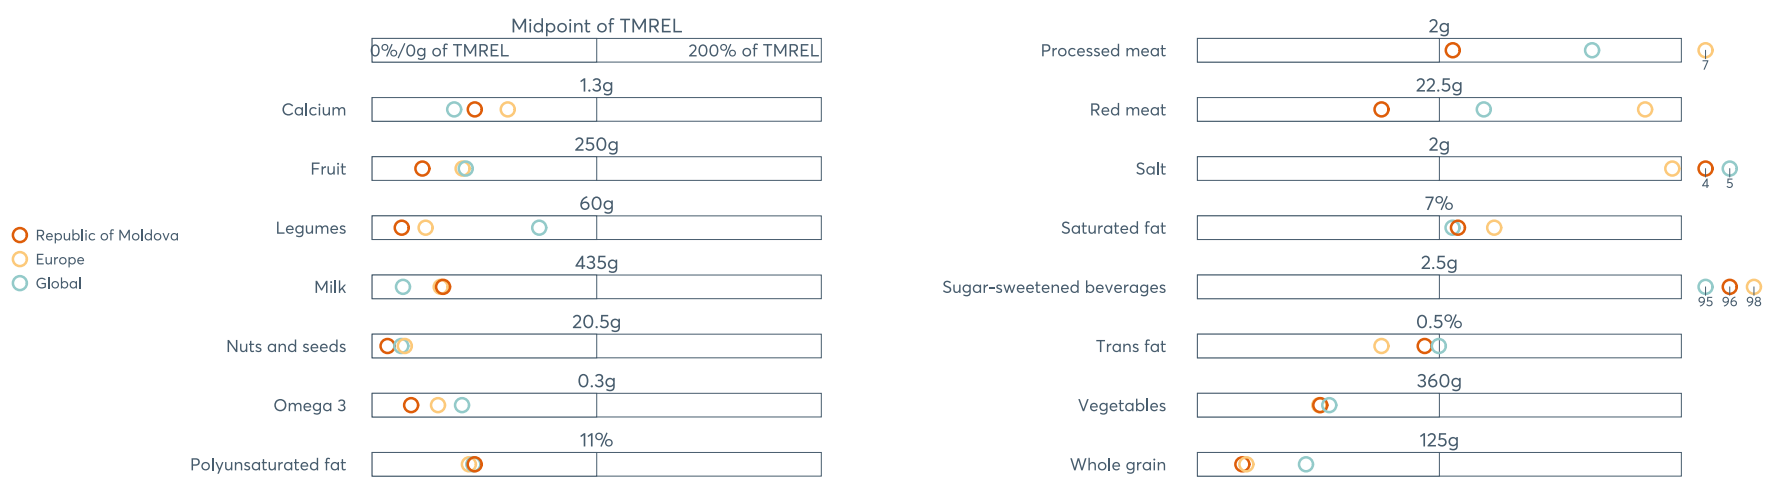 Midpoint of TMREL
0%/0g of TMREL 200% of TMREL
1.3g
Calcium
250g
Fruit
60g
Legumes
435g
Milk
20.5g
Nuts and seeds
0.3g
Omega 3
11%
Polyunsaturated fat
Republic of Moldova
Europe
Global
2g
Processed meat
7
22.5g
Red meat
2g
Salt
4 5
7%
Saturated fat
2.5g
Sugar-sweetened beverages
95 96 98
0.5%
Trans fat
360g
Vegetables
125g
Whole grain